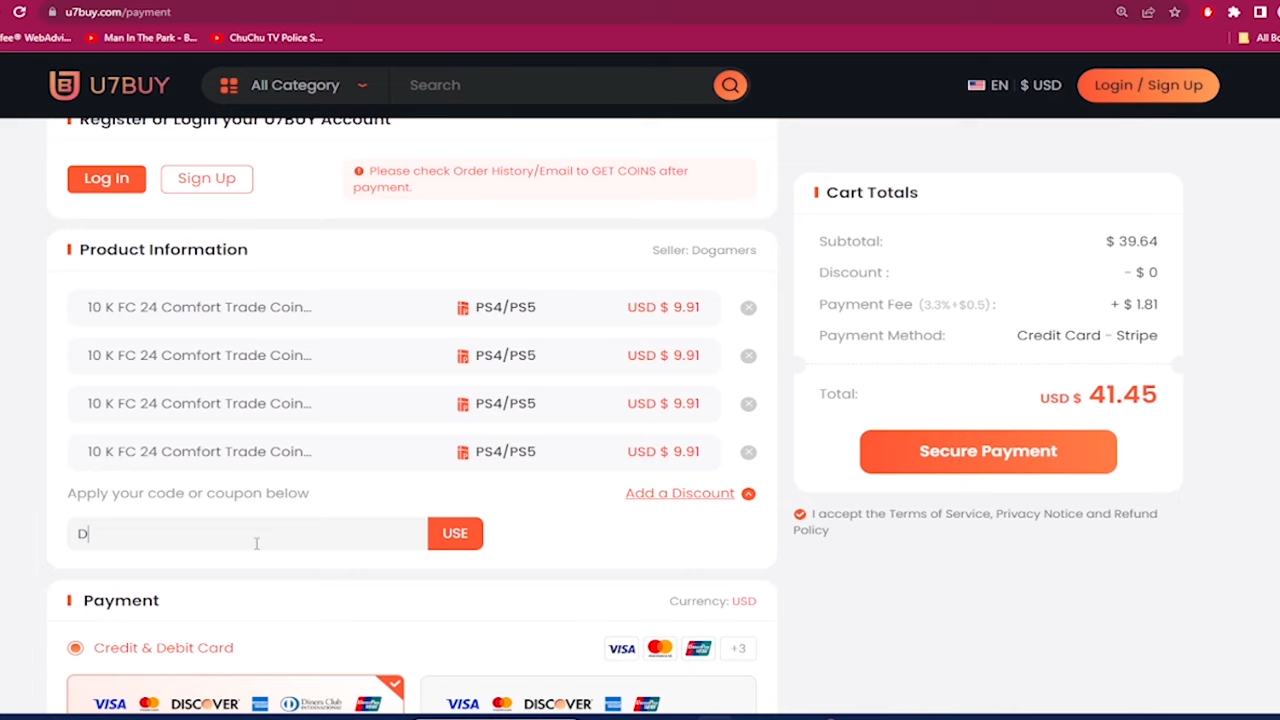 u7buy.com/payment
fee® WebAdvi... Man In The Park - B... ChuChu TV Police S... All Bo
U7BUY All Category Search EN $ USD Login / Sign Up
Register or Login your U7BUY Account
Log In Sign Up
Please check Order History/Email to GET COINS after
payment.
Product Information Seller: Dogamers
10 K FC 24 Comfort Trade Coin... PS4/PS5 USD $ 9.91
10 K FC 24 Comfort Trade Coin... PS4/PS5 USD $ 9.91
10 K FC 24 Comfort Trade Coin... PS4/PS5 USD $ 9.91
10 K FC 24 Comfort Trade Coin... PS4/PS5 USD $ 9.91
Apply your code or coupon below Add a Discount
D USE
Payment Currency: USD
Credit & Debit Card VISA +3
VISA DISCOVER Diners Club INTERNATIONAL VISA DISCOVER
Cart Totals
Subtotal: $ 39.64
Discount : - $ 0
Payment Fee (3.3%+$0.5) : + $ 1.81
Payment Method: Credit Card - Stripe
Total: USD $ 41.45
Secure Payment
I accept the Terms of Service, Privacy Notice and Refund
Policy